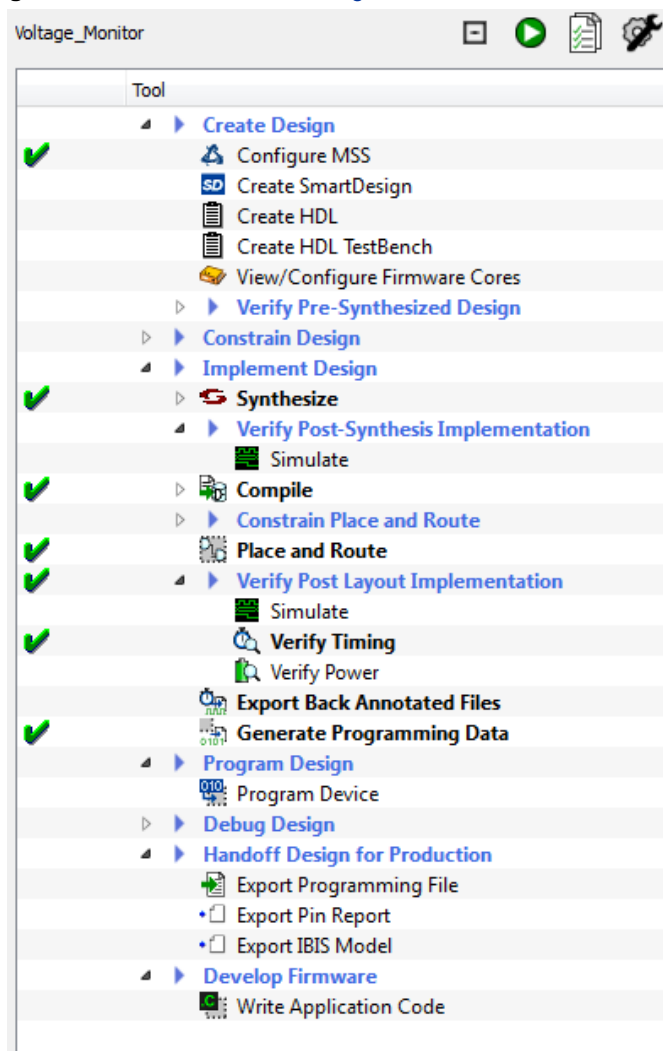 Voltage_Monitor
Tool
Create Design
Configure MSS
SD Create SmartDesign
Create HDL
Create HDL TestBench
View/Configure Firmware Cores
Verify Pre-Synthesized Design
Constrain Design
Implement Design
Synthesize
Verify Post-Synthesis Implementation
Simulate
Compile
Constrain Place and Route
Place and Route
Verify Post Layout Implementation
Simulate
Verify Timing
Verify Power
Export Back Annotated Files
Generate Programming Data
Program Design
Program Device
Debug Design
Handoff Design for Production
Export Programming File
Export Pin Report
Export IBIS Model
Develop Firmware
Write Application Code